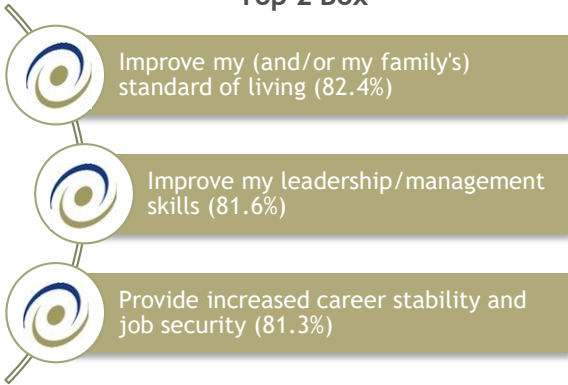 Top 2 Box
Improve my (and/or my family's)
standard of living (82.4%)
Improve my leadership/management
skills (81.6%)
Provide increased career stability and
job security (81.3%)